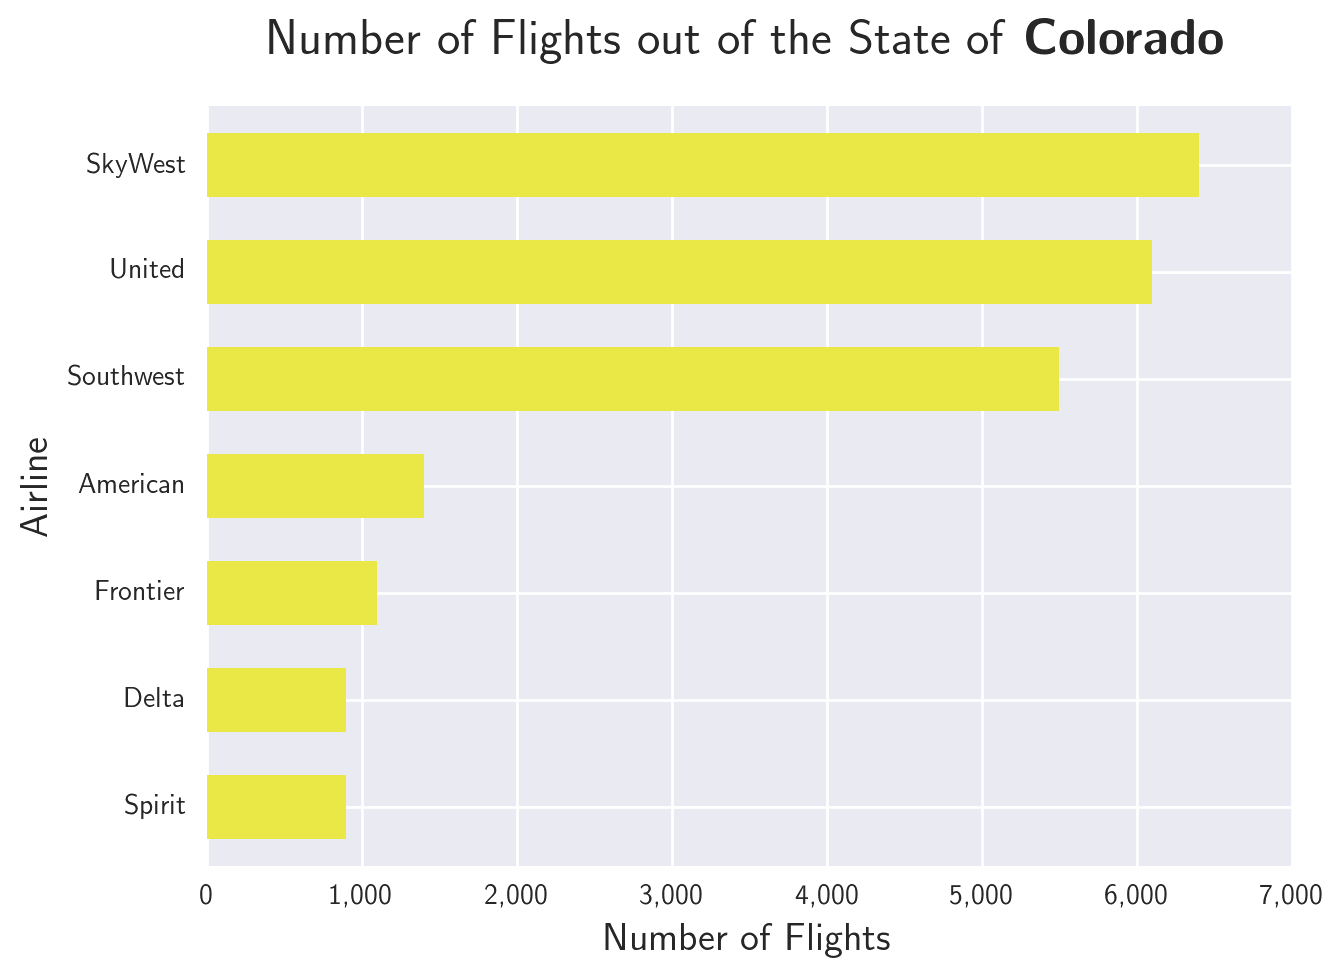 Number of Flights out of the State of Colorado
SkyWest
United
Southwest
American
Frontier
Delta
Spirit
Airline
0 1,000 2,000 3,000 4,000 5,000 6,000 7,000
Number of Flights